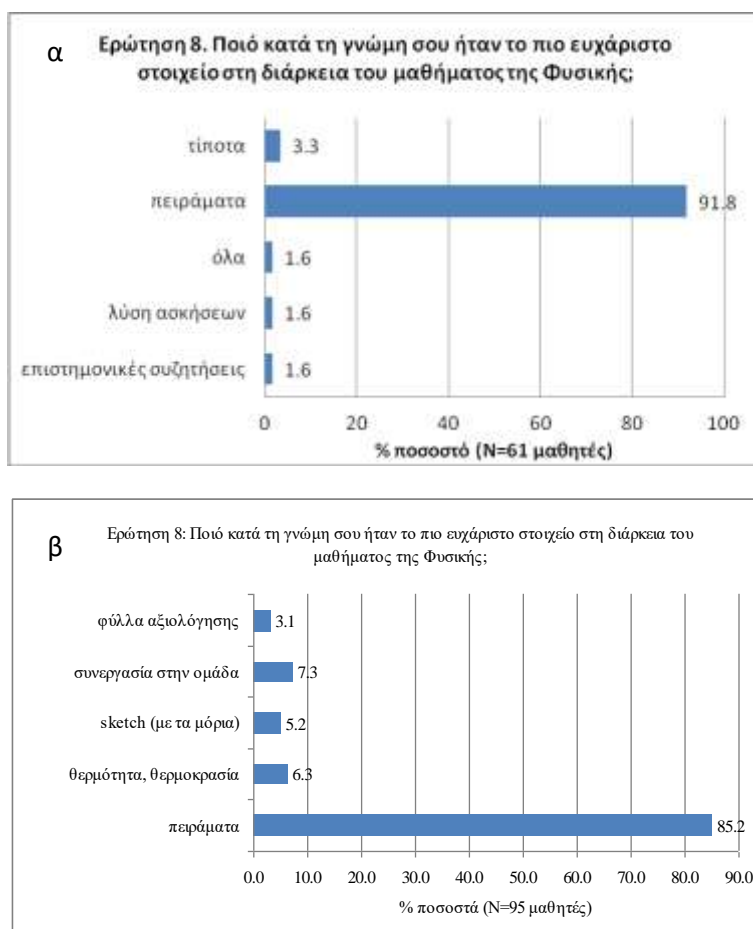 α
Ερώτηση 8. Ποιό κατά τη γνώμη σου ήταν το πιο ευχάριστο
στοιχείο στη διάρκεια του μαθήματος της Φυσικής;
τίποτα 3.3
πειράματα 91.8
όλα 1.6
λύση ασκήσεων 1.6
επιστημονικές συζητήσεις 1.6
0 20 40 60 80 100
% ποσοστό (N=61 μαθητές)
β
Ερώτηση 8: Ποιό κατά τη γνώμη σου ήταν το πιο ευχάριστο στοιχείο στη διάρκεια του
μαθήματος της Φυσικής;
φύλλα αξιολόγησης 3.1
συνεργασία στην ομάδα 7.3
sketch (με τα μόρια) 5.2
θερμότητα, θερμοκρασία 6.3
πειράματα 85.2
0.0 10.0 20.0 30.0 40.0 50.0 60.0 70.0 80.0 90.0
% ποσοστά (N=95 μαθητές)